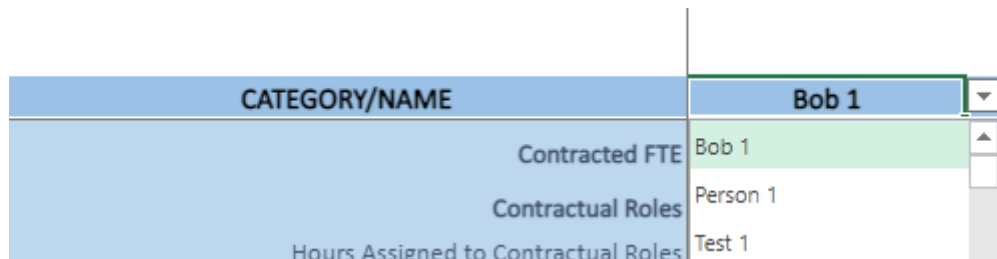 CATEGORY/NAME Bob 1
Contracted FTE Bob 1
Contractual Roles Person 1
Hours Assigned to Contractual Roles Test 1